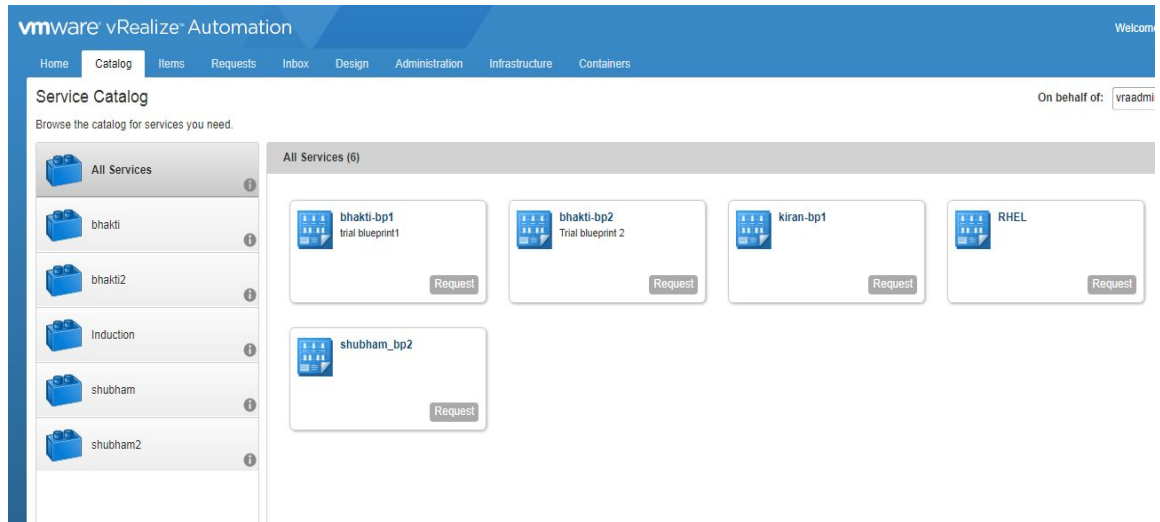 vmware vRealize™ Automation
Welcome
Home Catalog Items Requests Inbox Design Administration Infrastructure Containers
Service Catalog
On behalf of: vraadmi
Browse the catalog for services you need.
All Services
bhakti
bhakti2
Induction
shubham
shubham2
All Services (6)
bhakti-bp1
trial blueprint1
Request
bhakti-bp2
Trial blueprint 2
Request
kiran-bp1
Request
RHEL
Request
shubham_bp2
Request